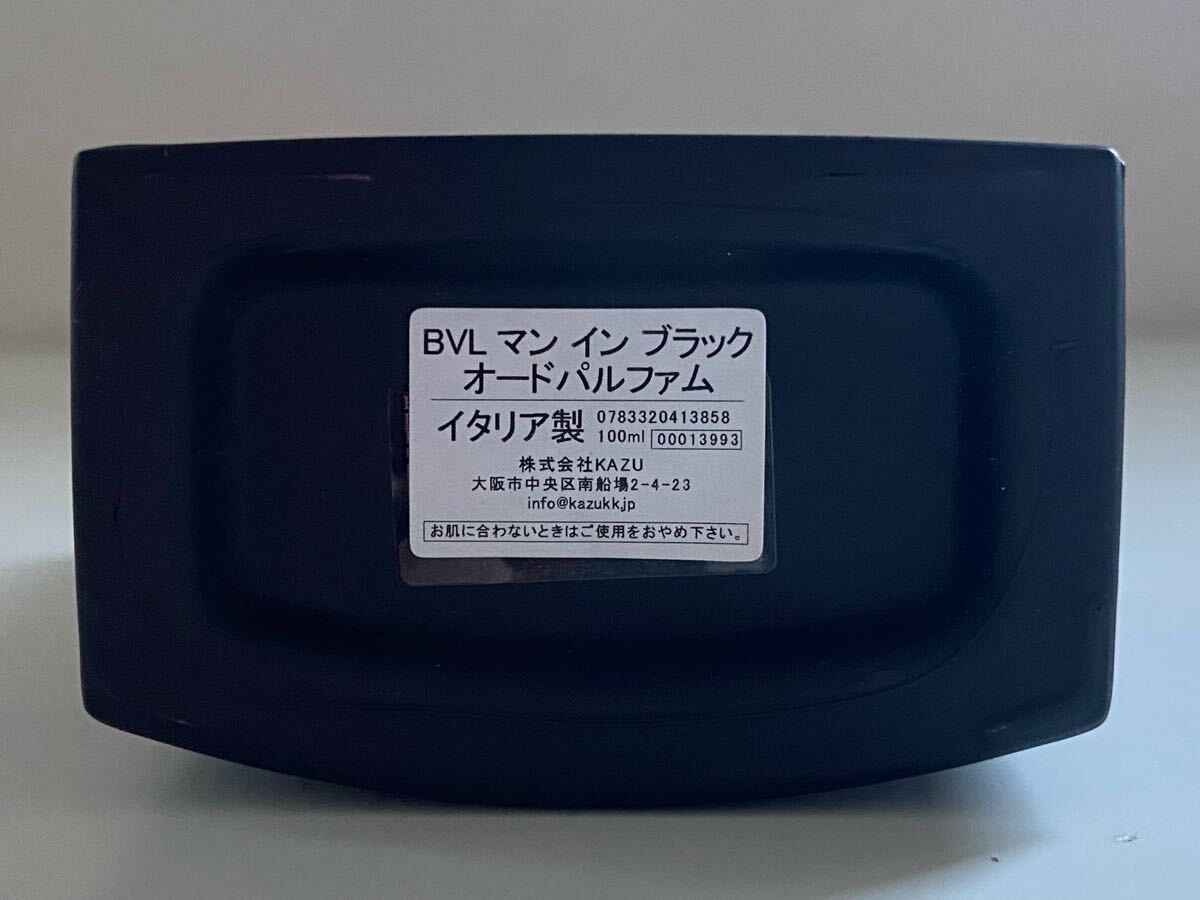 BVL マン イン ブラック
オードパルファム
イタリア製 0783320413858
100ml 00013993
株式会社KAZU
大阪市中央区南船場2-4-23
info@kazukk.jp
お肌に合わないときはご使用をおやめ下さい。